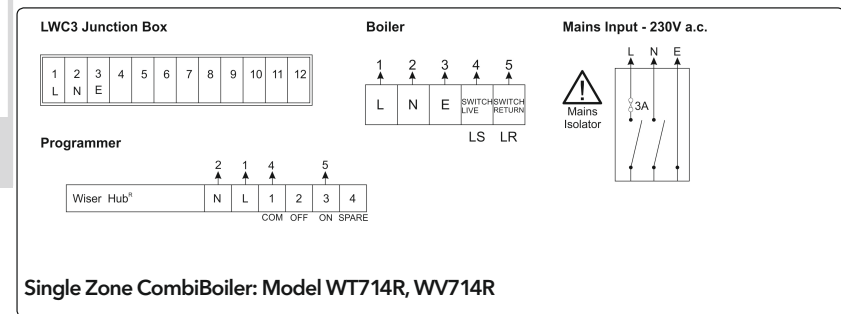 LWC3 Junction Box
1 2 3 4 5 6 7 8 9 10 11 12
L N E
Programmer
2 1 4 5
Wiser Hub^R N L 1 2 3 4
COM OFF ON SPARE
Boiler
1 2 3 4 5
L N E SWITCH LIVE SWITCH RETURN
LS LR
Mains Input - 230V a.c.
L N E
3A
Mains
Isolator
Single Zone CombiBoiler: Model WT714R, WV714R